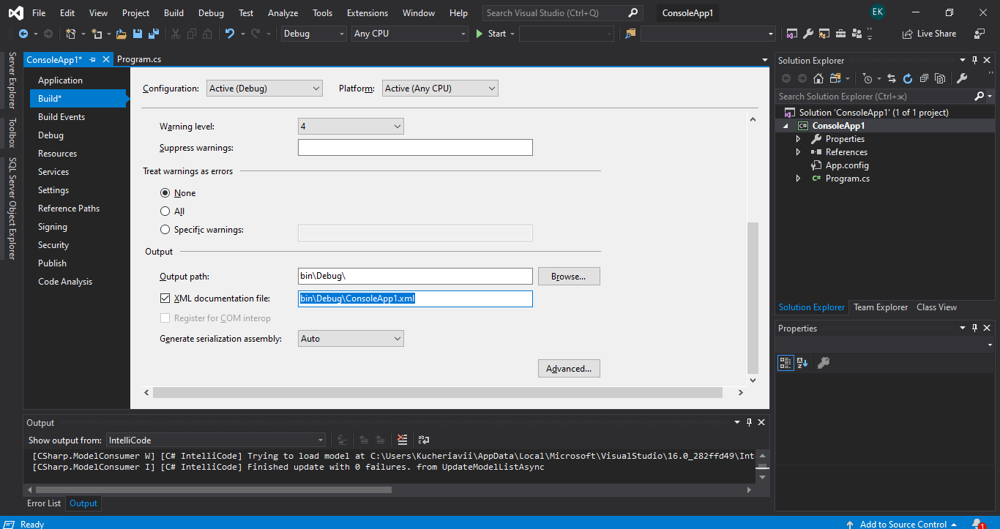 File Edit View Project Build Debug Test Analyze Tools Extensions Window Help Search Visual Studio (Ctrl+Q) ConsoleApp1 EK
Debug Any CPU Start Live Share
Server Explorer
Toolbox
SQL Server Object Explorer
ConsoleApp1* Program.cs
Application
Build*
Build Events
Debug
Resources
Services
Settings
Reference Paths
Signing
Security
Publish
Code Analysis
Configuration: Active (Debug) Platform: Active (Any CPU)
Warning level: 4
Suppress warnings:
Treat warnings as errors
None
All
Specific warnings:
Output
Output path: bin\Debug\ Browse...
XML documentation file: bin\Debug\ConsoleApp1.xml
Register for COM interop
Generate serialization assembly: Auto
Advanced...
Solution Explorer
Search Solution Explorer (Ctrl+ж)
Solution 'ConsoleApp1' (1 of 1 project)
C# ConsoleApp1
Properties
References
App.config
C# Program.cs
Solution Explorer Team Explorer Class View
Properties
Output
Show output from: IntelliCode
[CSharp.ModelConsumer W] [C# IntelliCode] Trying to load model at C:\Users\Kucheriavii\AppData\Local\Microsoft\VisualStudio\16.0_282ffd49\Int
[CSharp.ModelConsumer I] [C# IntelliCode] Finished update with 0 failures. from UpdateModelListAsync
Error List Output
Ready Add to Source Control 1